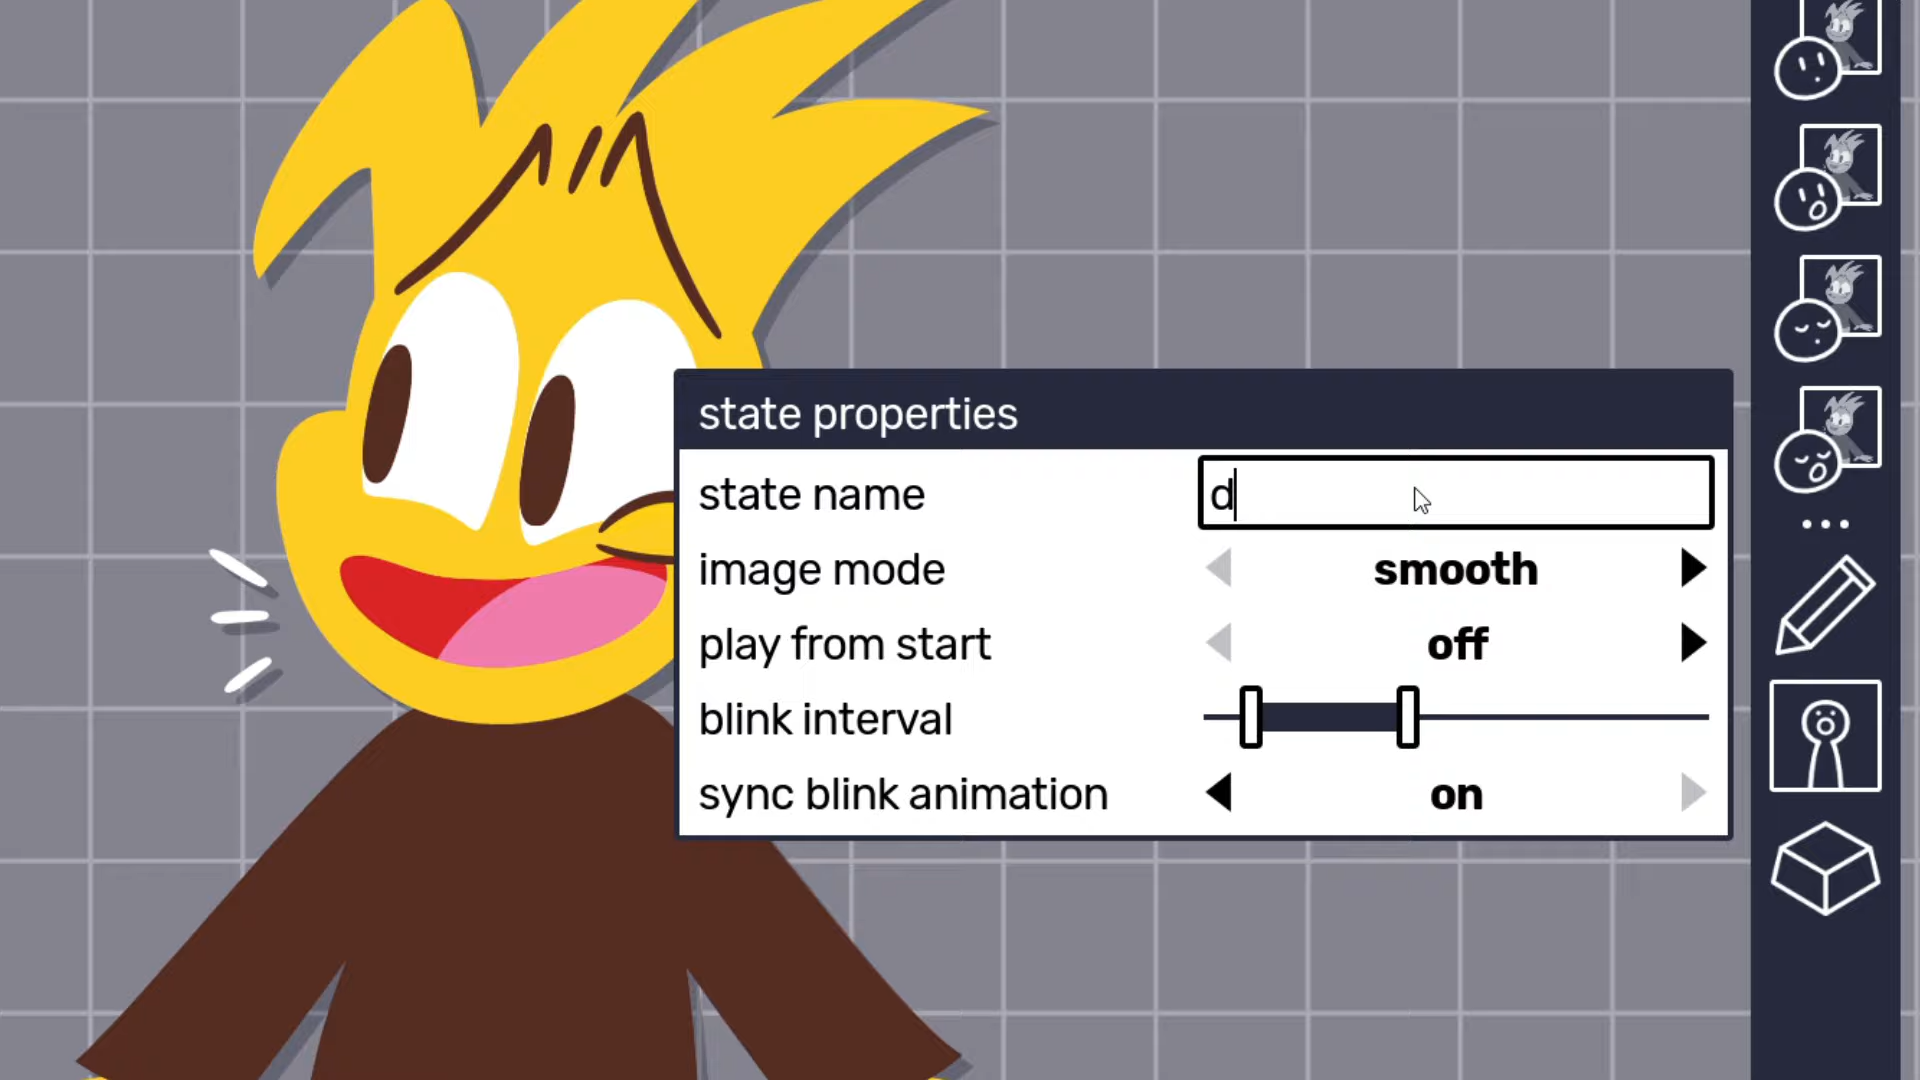 state properties
state name d
image mode smooth
play from start off
blink interval
sync blink animation on